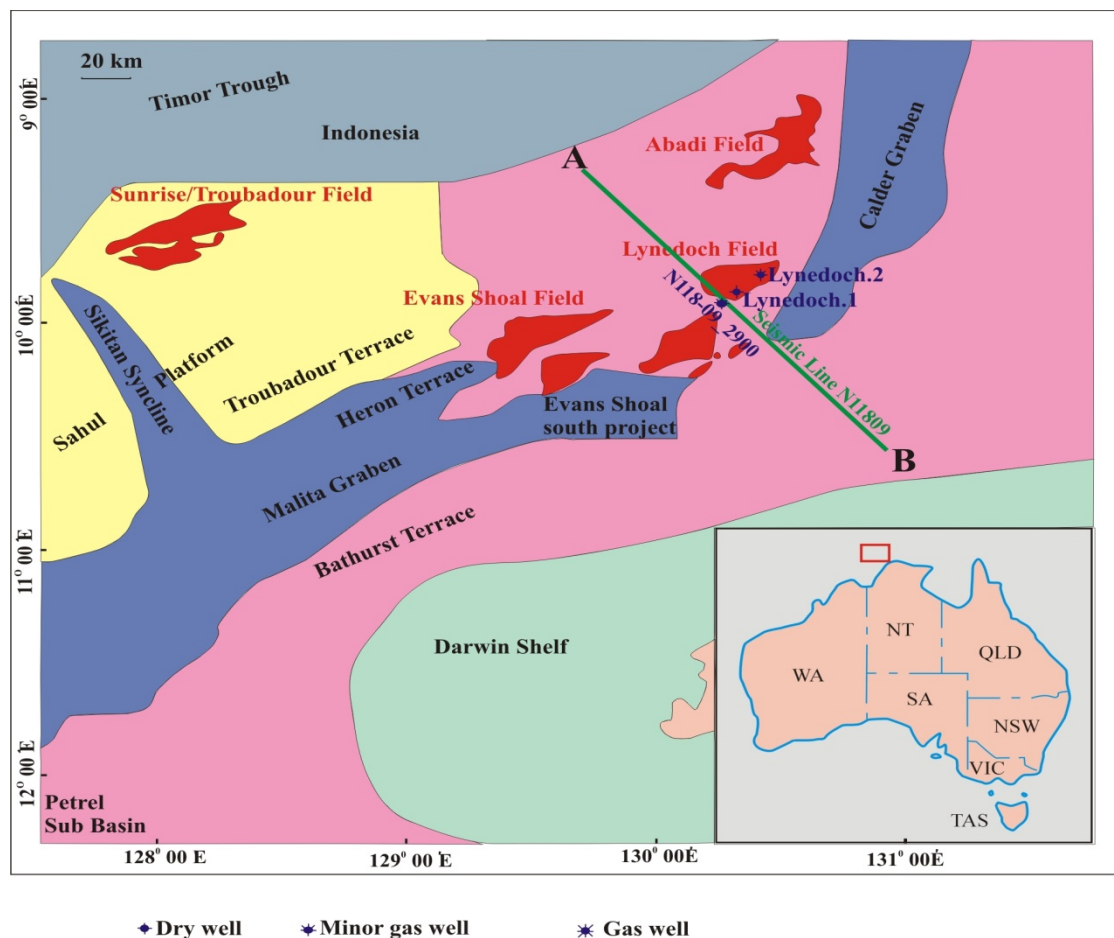 20 km
Timor Trough
Indonesia
9° 00'E
10° 00'E
11° 00'E
12° 00'E
Abadi Field
Calder Graben
A
Sunrise/Troubadour Field
Lynedoch Field
Lynedoch.2
Lynedoch.1
N118-09_2900
Seismic Line N11809
B
Evans Shoal Field
Sikitan Syncline
Platform
Sahul
Troubadour Terrace
Heron Terrace
Evans Shoal
south project
Malita Graben
Bathurst Terrace
Darwin Shelf
Petrel
Sub Basin
NT
QLD
WA
SA
NSW
VIC
TAS
128° 00'E
129° 00'E
130° 00'E
131° 00'E
Dry well
Minor gas well
Gas well